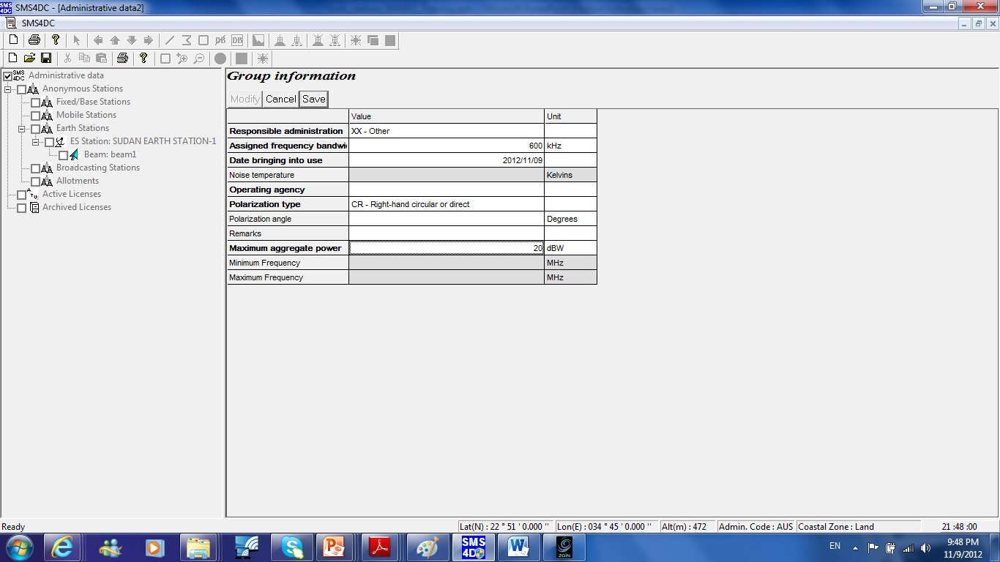 SMS4DC - [Administrative data2]
SMS4DC
DB
DB
Administrative data
Anonymous Stations
Fixed/Base Stations
Mobile Stations
Earth Stations
ES Station: SUDAN EARTH STATION-1
Beam: beam1
Broadcasting Stations
Allotments
Active Licenses
Archived Licenses
Group information
Modify Cancel Save
Value Unit
Responsible administration XX - Other
Assigned frequency bandwi 600 kHz
Date bringing into use 2012/11/09
Noise temperature Kelvins
Operating agency
Polarization type CR - Right-hand circular or direct
Polarization angle Degrees
Remarks
Maximum aggregate power 20 dBW
Minimum Frequency MHz
Maximum Frequency MHz
Ready Lat(N) : 22 ° 51 ' 0.000 '' Lon(E) : 034 ° 45 ' 0.000 '' Alt(m) : 472 Admin. Code : AUS Coastal Zone : Land 21 :48 :00
SMS 4DC
zain
EN
9:48 PM
11/9/2012